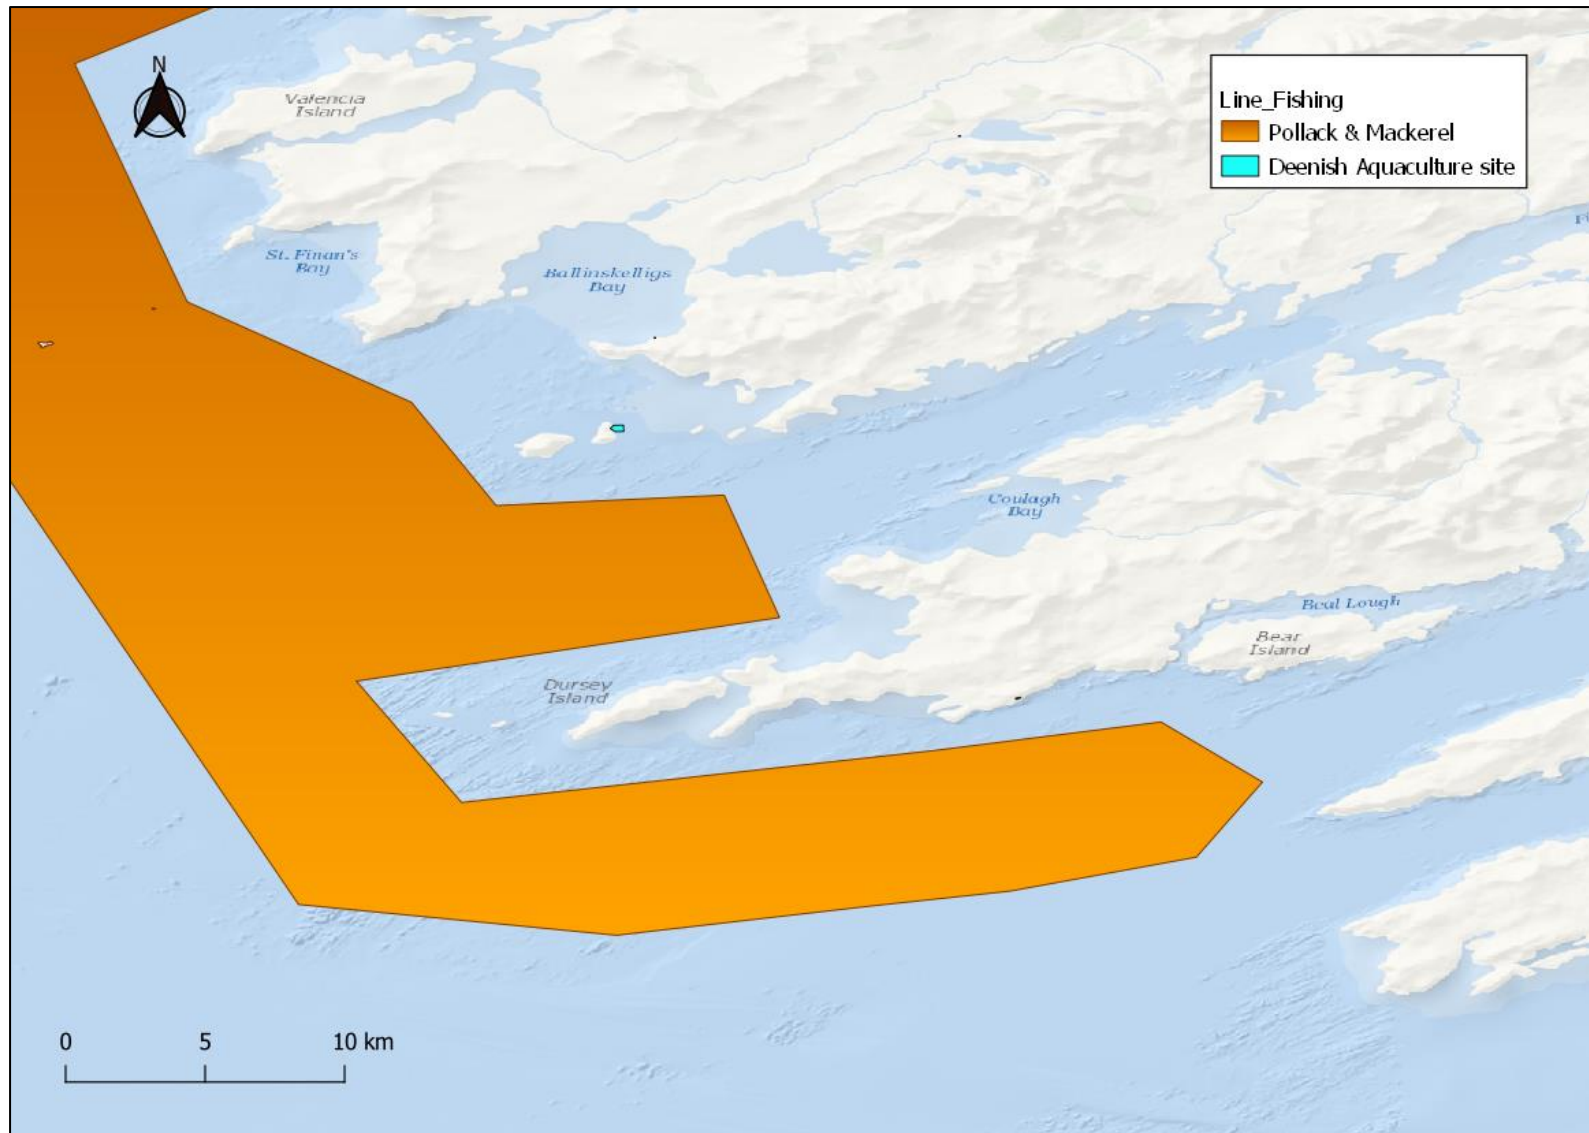 N
Valencia
Island
Line_Fishing
Pollack & Mackerel
Deenish Aquaculture site
St. Finan's
Bay
Ballinskelligs
Bay
Coulagh
Bay
Beal Lough
Bear
Island
Dursey
Island
0 5 10 km